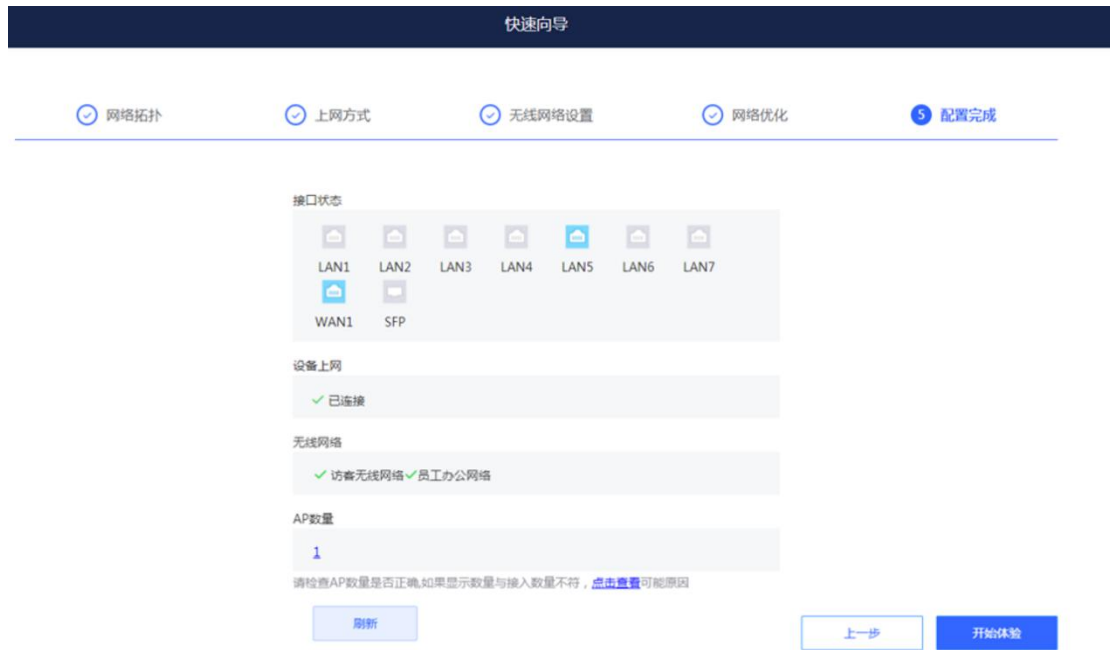 快速向导
网络拓扑 上网方式 无线网络设置 网络优化 5 配置完成
接口状态
LAN1 LAN2 LAN3 LAN4 LAN5 LAN6 LAN7
WAN1 SFP
设备上网
已连接
无线网络
访客无线网络 员工办公网络
AP数量
1
请检查AP数量是否正确,如果显示数量与接入数量不符，点击查看可能原因
刷新 上一步 开始体验